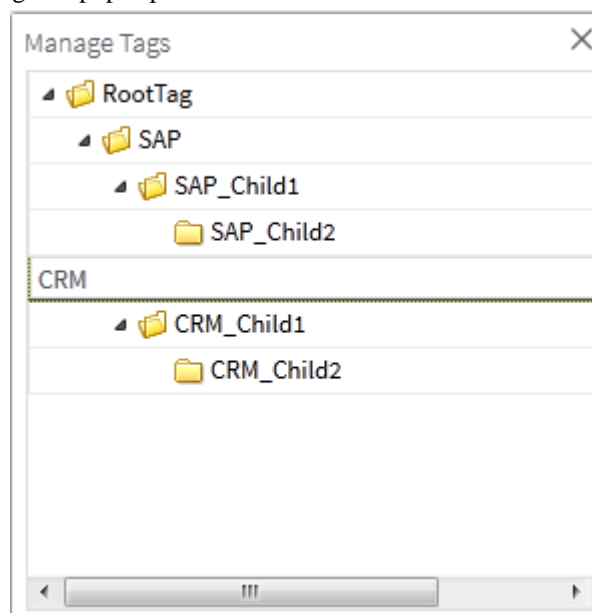 Manage Tags
RootTag
SAP
SAP_Child1
SAP_Child2
CRM
CRM_Child1
CRM_Child2